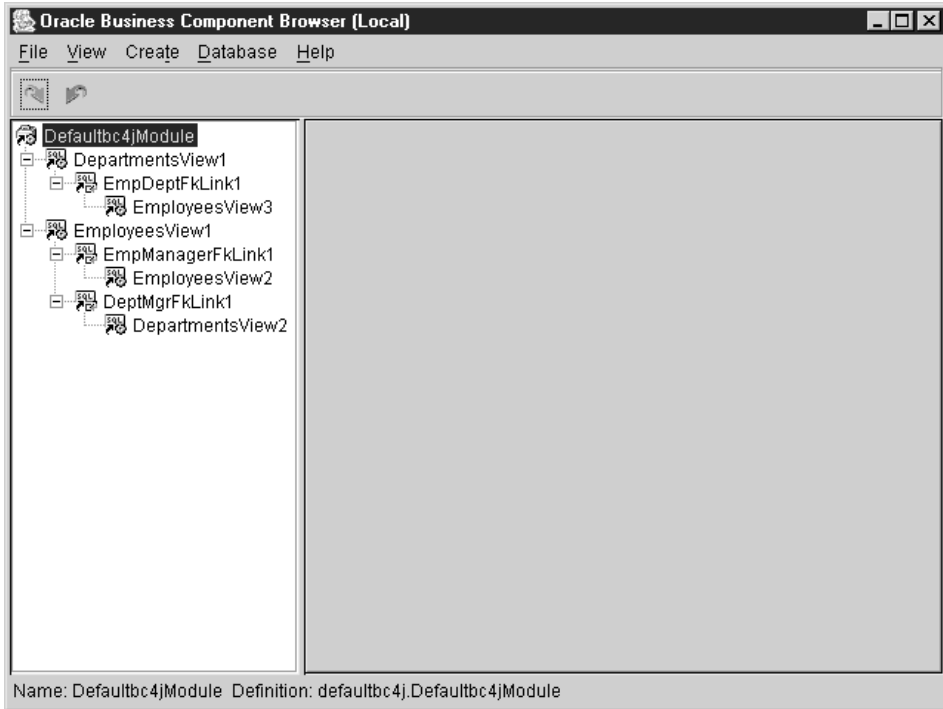 Oracle Business Component Browser (Local)
File View Create Database Help
Defaultbc4jModule
DepartmentsView1
EmpDeptFkLink1
EmployeesView3
EmployeesView1
EmpManagerFkLink1
EmployeesView2
DeptMgrFkLink1
DepartmentsView2
Name: Defaultbc4jModule Definition: defaultbc4j.Defaultbc4jModule